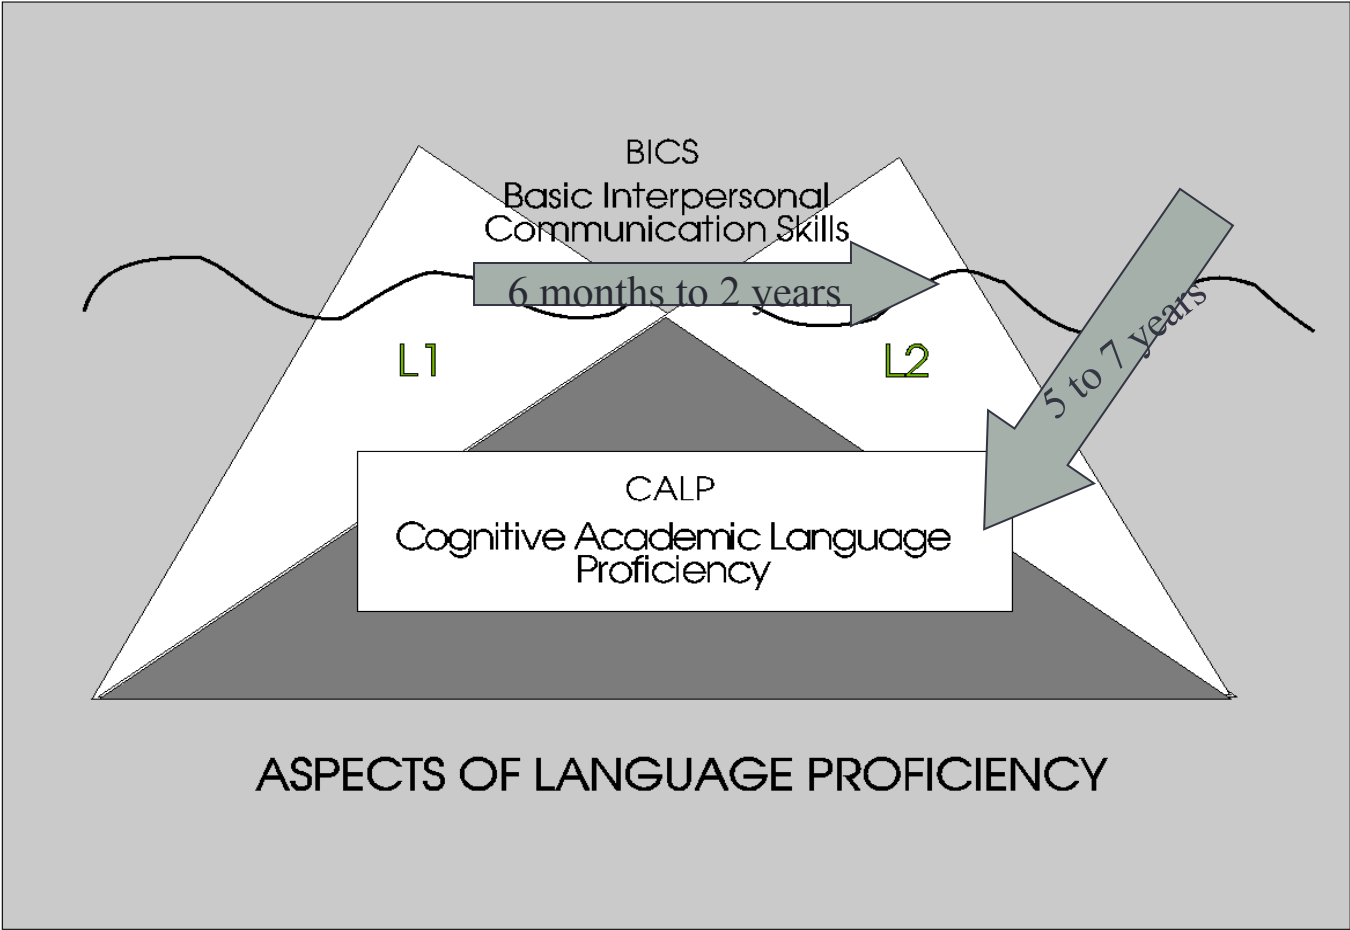 BICS
Basic Interpersonal
Communication Skills
6 months to 2 years
5 to 7 years
L1
L2
CALP
Cognitive Academic Language
Proficiency
ASPECTS OF LANGUAGE PROFICIENCY